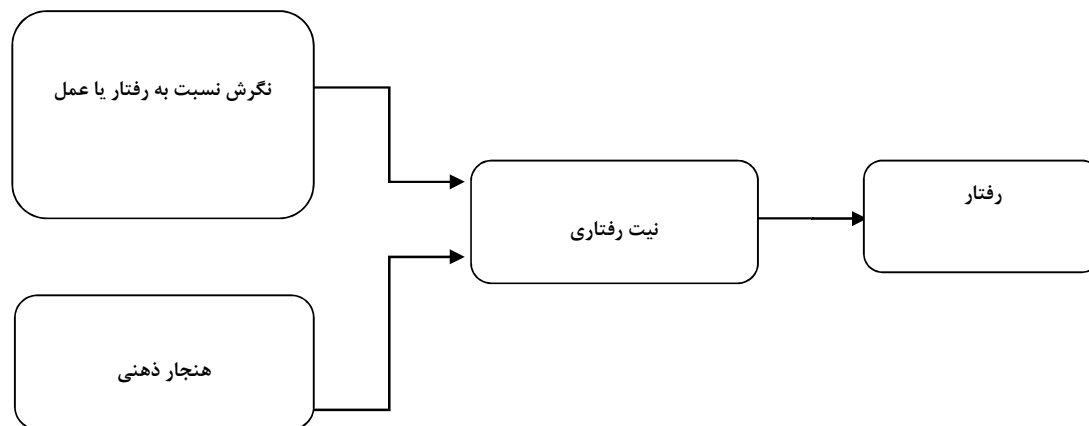 نگرش نسبت به رفتار یا عمل
نیت رفتاری
رفتار
هنجار ذهنی